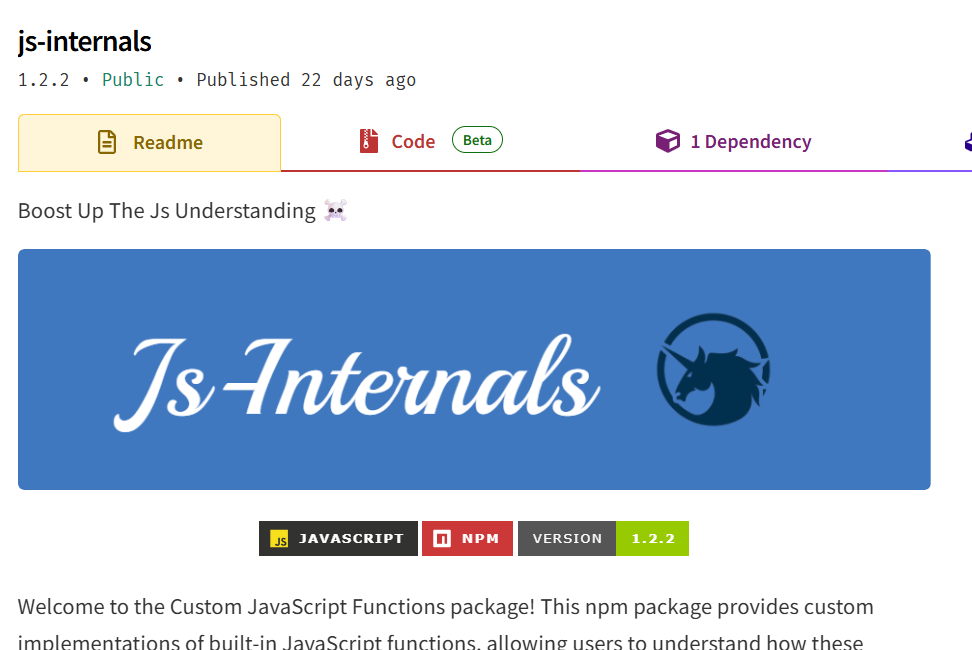 js-internals
1.2.2 • Public • Published 22 days ago
Readme
Code Beta
1 Dependency
Boost Up The Js Understanding ☠️
Js-Internals
JS JAVASCRIPT
n NPM
VERSION 1.2.2
Welcome to the Custom JavaScript Functions package! This npm package provides custom
implementations of built-in JavaScript functions, allowing users to understand how these